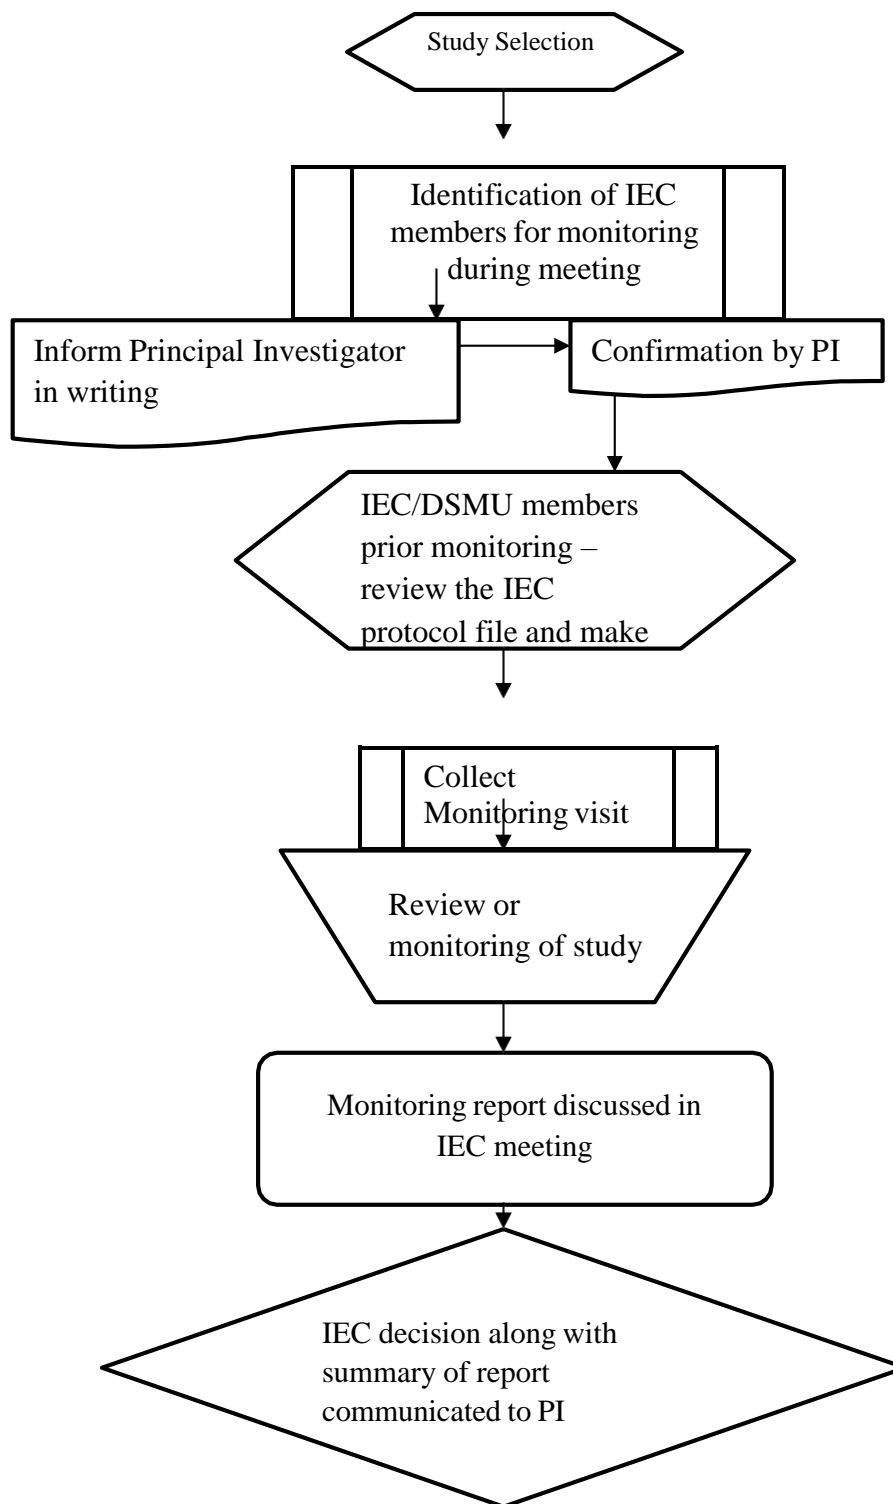 Study Selection
Identification of IEC
members for monitoring
during meeting
Inform Principal Investigator
in writing
Confirmation by PI
IEC/DSMU members
prior monitoring –
review the IEC
protocol file and make
Collect
Monitoring visit
Review or
monitoring of study
Monitoring report discussed in
IEC meeting
IEC decision along with
summary of report
communicated to PI